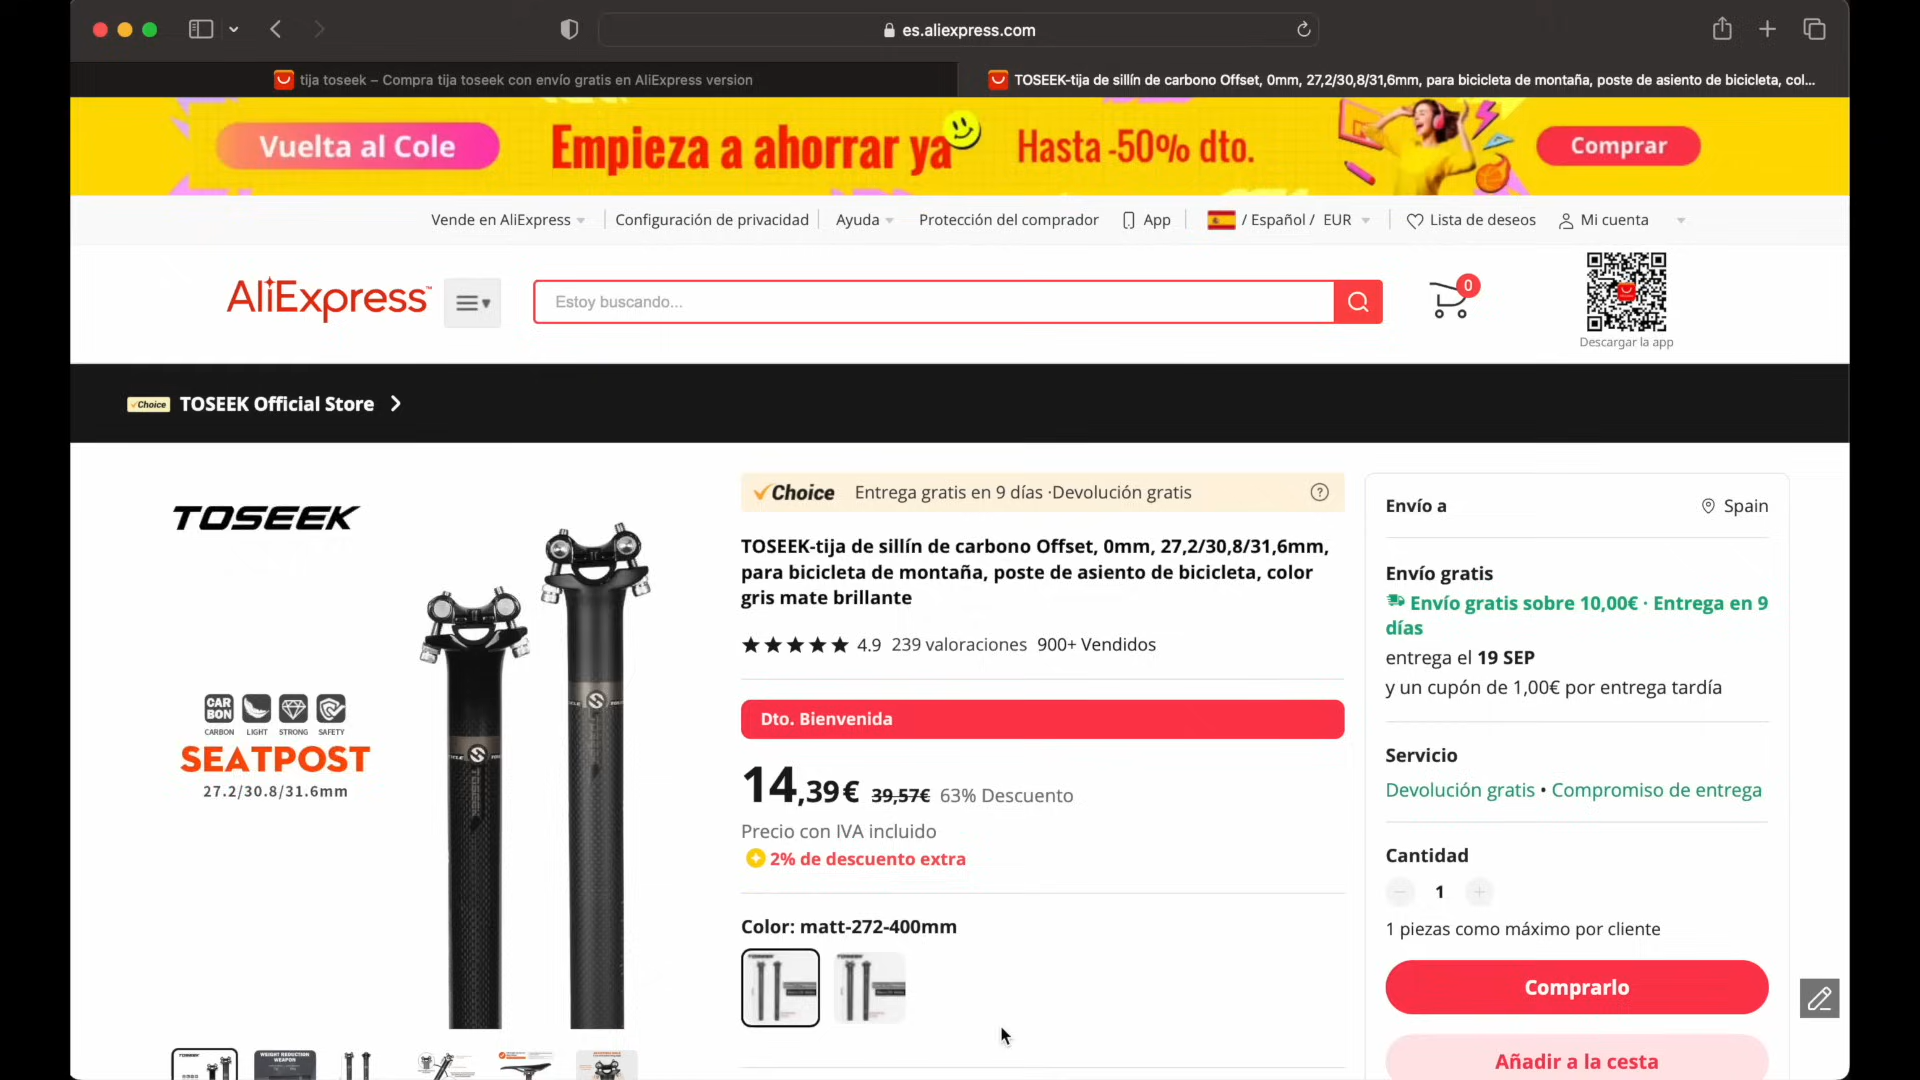 es.aliexpress.com
tija toseek – Compra tija toseek con envío gratis en AliExpress version
TOSEEK-tija de sillín de carbono Offset, 0mm, 27,2/30,8/31,6mm, para bicicleta de montaña, poste de asiento de bicicleta, col...
Vuelta al Cole
Empieza a ahorrar ya
Hasta -50% dto.
Comprar
Vende en AliExpress
Configuración de privacidad
Ayuda
Protección del comprador
App
/ Español / EUR
Lista de deseos
Mi cuenta
AliExpress
Estoy buscando...
0
Descargar la app
Choice
TOSEEK Official Store
TOSEEK
CAR
BON
CARBON LIGHT STRONG SAFETY
SEATPOST
27.2/30.8/31.6mm
Choice Entrega gratis en 9 días ·Devolución gratis
TOSEEK-tija de sillín de carbono Offset, 0mm, 27,2/30,8/31,6mm,
para bicicleta de montaña, poste de asiento de bicicleta, color
gris mate brillante
4.9 239 valoraciones 900+ Vendidos
Dto. Bienvenida
14,39€ 39,57€ 63% Descuento
Precio con IVA incluido
2% de descuento extra
Color: matt-272-400mm
Envío a
Spain
Envío gratis
Envío gratis sobre 10,00€ · Entrega en 9
días
entrega el 19 SEP
y un cupón de 1,00€ por entrega tardía
Servicio
Devolución gratis • Compromiso de entrega
Cantidad
1
1 piezas como máximo por cliente
Comprarlo
Añadir a la cesta